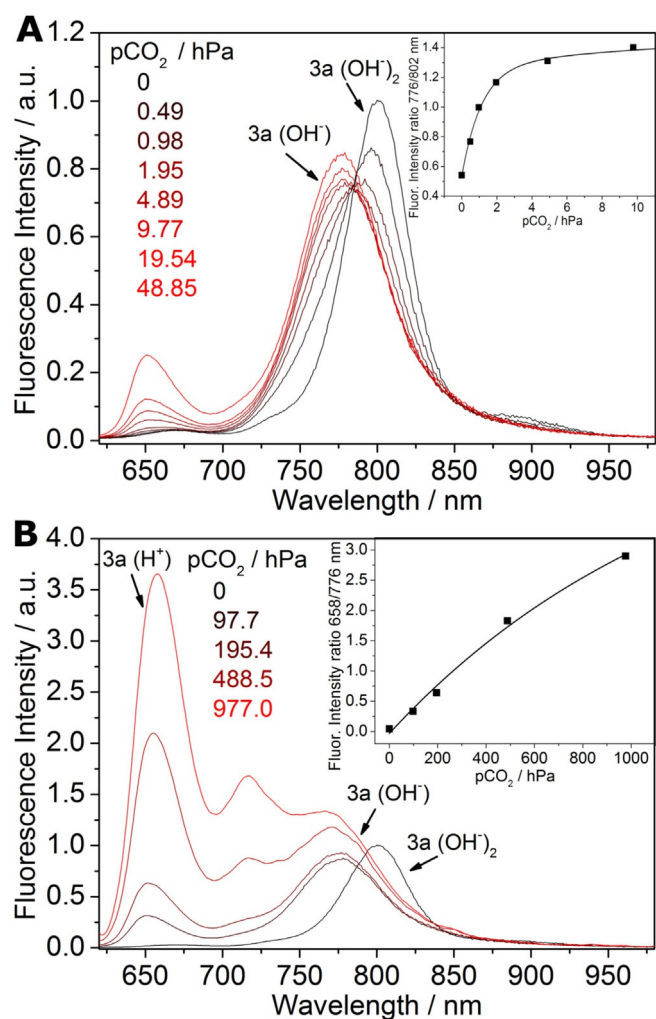 A
pCO₂ / hPa
0
0.49
0.98
1.95
4.89
9.77
19.54
48.85
3a (OH⁻)₂
3a (OH⁻)
Fluorescence Intensity / a.u.
1.2
1.0
0.8
0.6
0.4
0.2
0.0
650 700 750 800 850 900 950
Wavelength / nm
Fluor. Intensity ratio 776/802 nm
1.4
1.2
1.0
0.8
0.6
0.4
0 2 4 6 8 10
pCO₂ / hPa
B
3a (H⁺)
pCO₂ / hPa
0
97.7
195.4
488.5
977.0
3a (OH⁻)
3a (OH⁻)₂
Fluorescence Intensity / a.u.
4.0
3.5
3.0
2.5
2.0
1.5
1.0
0.5
0.0
650 700 750 800 850 900 950
Wavelength / nm
Fluor. Intensity ratio 658/776 nm
3.0
2.5
2.0
1.5
1.0
0.5
0.0
0 200 400 600 800 1000
pCO₂ / hPa